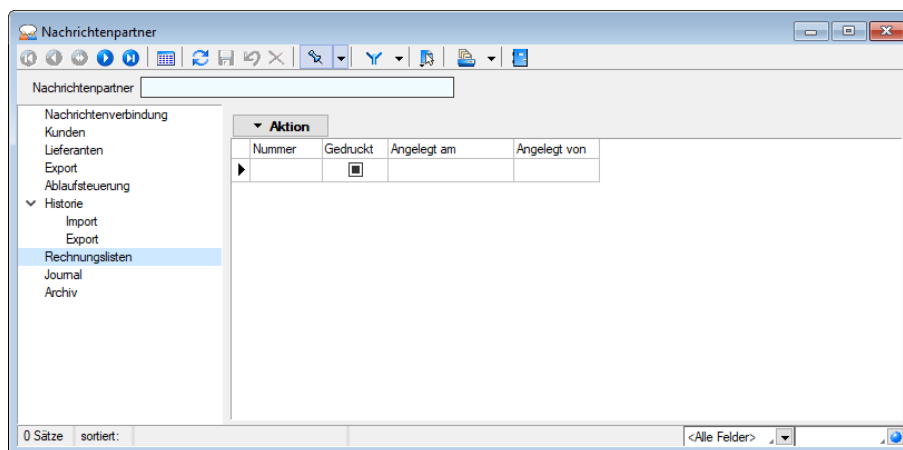 Nachrichtenpartner
Nachrichtenpartner
Nachrichtenverbindung
Kunden
Lieferanten
Export
Ablaufsteuerung
Historie
Import
Export
Rechnungslisten
Journal
Archiv
Aktion
Nummer Gedruckt Angelegt am Angelegt von
0 Sätze sortiert: <Alle Felder>